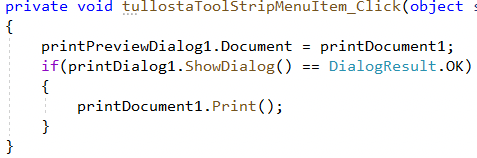 private void tullostaToolStripMenuItem_Click(object
{
printPreviewDialog1.Document = printDocument1;
if(printDialog1.ShowDialog() == DialogResult.OK)
{
printDocument1.Print();
}
}